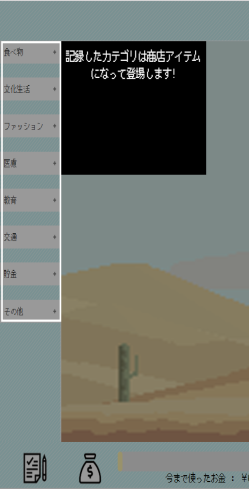 記録したカテゴリは商店アイテム
になって登場します!
食べ物
文化生活
ファッション
医療
教育
交通
貯金
その他
今まで使ったお金 : ¥